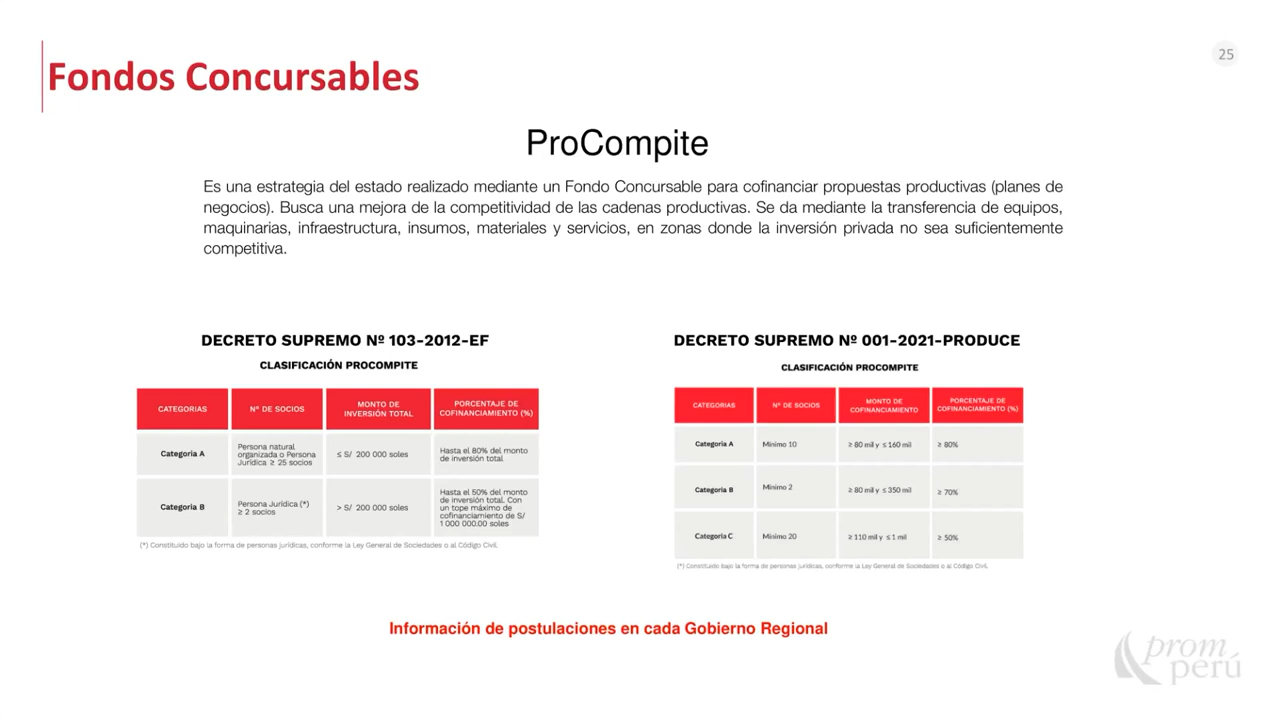 25
Fondos Concursables
ProCompite
Es una estrategia del estado realizado mediante un Fondo Concursable para cofinanciar propuestas productivas (planes de
negocios). Busca una mejora de la competitividad de las cadenas productivas. Se da mediante la transferencia de equipos,
maquinarias, infraestructura, insumos, materiales y servicios, en zonas donde la inversión privada no sea suficientemente
competitiva.
DECRETO SUPREMO Nº 103-2012-EF
CLASIFICACIÓN PROCOMPITE
CATEGORIAS
Nº DE SOCIOS
MONTO DE
INVERSIÓN TOTAL
PORCENTAJE DE
COFINANCIAMIENTO (%)
Categoria A
Persona natural
organizada o Persona
Jurídica ≥ 25 socios
≤ S/ 200 000 soles
Hasta el 80% del monto
de inversión total
Categoria B
Persona Jurídica (*)
≥ 2 socios
> S/ 200 000 soles
Hasta el 50% del monto
de inversión total. Con
un tope máximo de
cofinanciamiento de S/
1 000 000.00 soles
(*) Constituido bajo la forma de personas jurídicas, conforme la Ley General de Sociedades o al Código Civil.
DECRETO SUPREMO Nº 001-2021-PRODUCE
CLASIFICACIÓN PROCOMPITE
CATEGORIAS
Nº DE SOCIOS
MONTO DE
COFINANCIAMIENTO
PORCENTAJE DE
COFINANCIAMIENTO (%)
Categoria A
Mínimo 10
≥ 80 mil y ≤ 160 mil
≥ 80%
Categoria B
Mínimo 2
≥ 80 mil y ≤ 350 mil
≥ 70%
Categoria C
Mínimo 20
≥ 110 mil y ≤ 1 mil
≥ 50%
(*) Constituido bajo la forma de personas jurídicas, conforme la Ley General de Sociedades o al Código Civil.
Información de postulaciones en cada Gobierno Regional
prom
perú